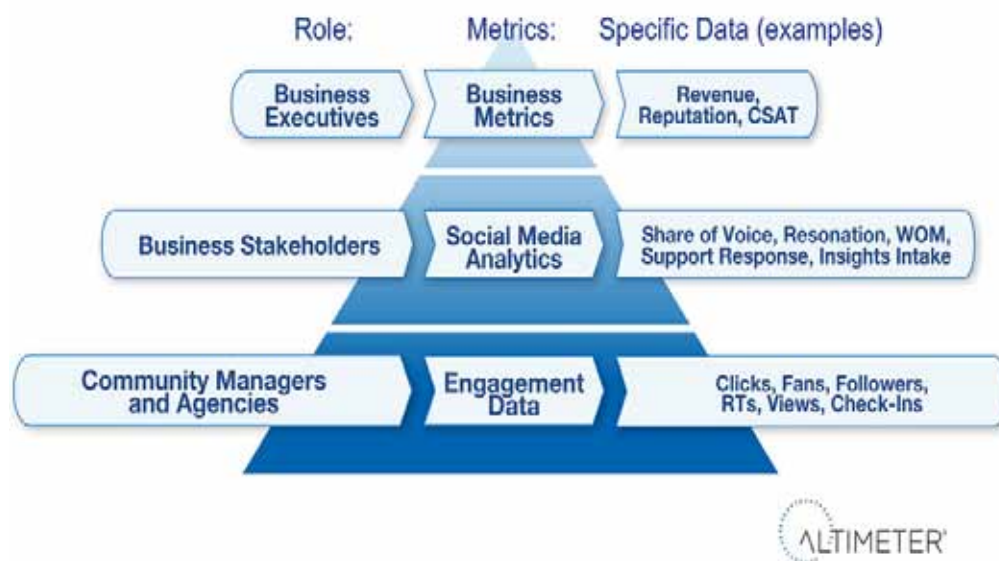 Role: Metrics: Specific Data (examples)
Business
Executives
Business
Metrics
Revenue,
Reputation, CSAT
Business Stakeholders
Social Media
Analytics
Share of Voice, Resonation, WOM,
Support Response, Insights Intake
Community Managers
and Agencies
Engagement
Data
Clicks, Fans, Followers,
RTs, Views, Check-Ins
ALTIMETER®